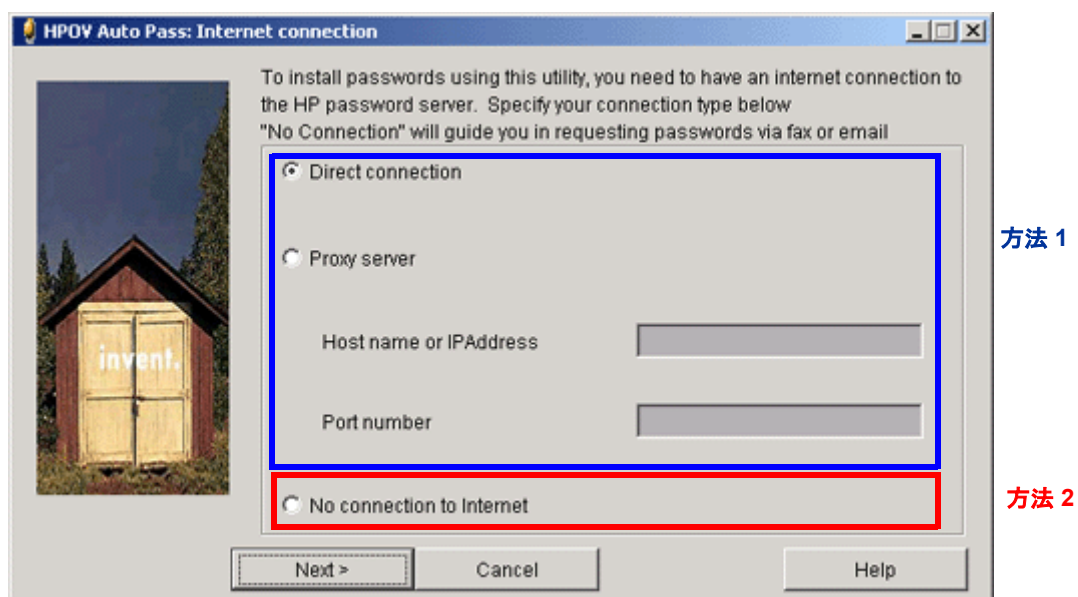 HPOV Auto Pass: Internet connection
To install passwords using this utility, you need to have an internet connection to
the HP password server. Specify your connection type below
"No Connection" will guide you in requesting passwords via fax or email
Direct connection
方法 1
Proxy server
Host name or IPAddress
invent.
Port number
方法 2
No connection to Internet
Next >
Cancel
Help